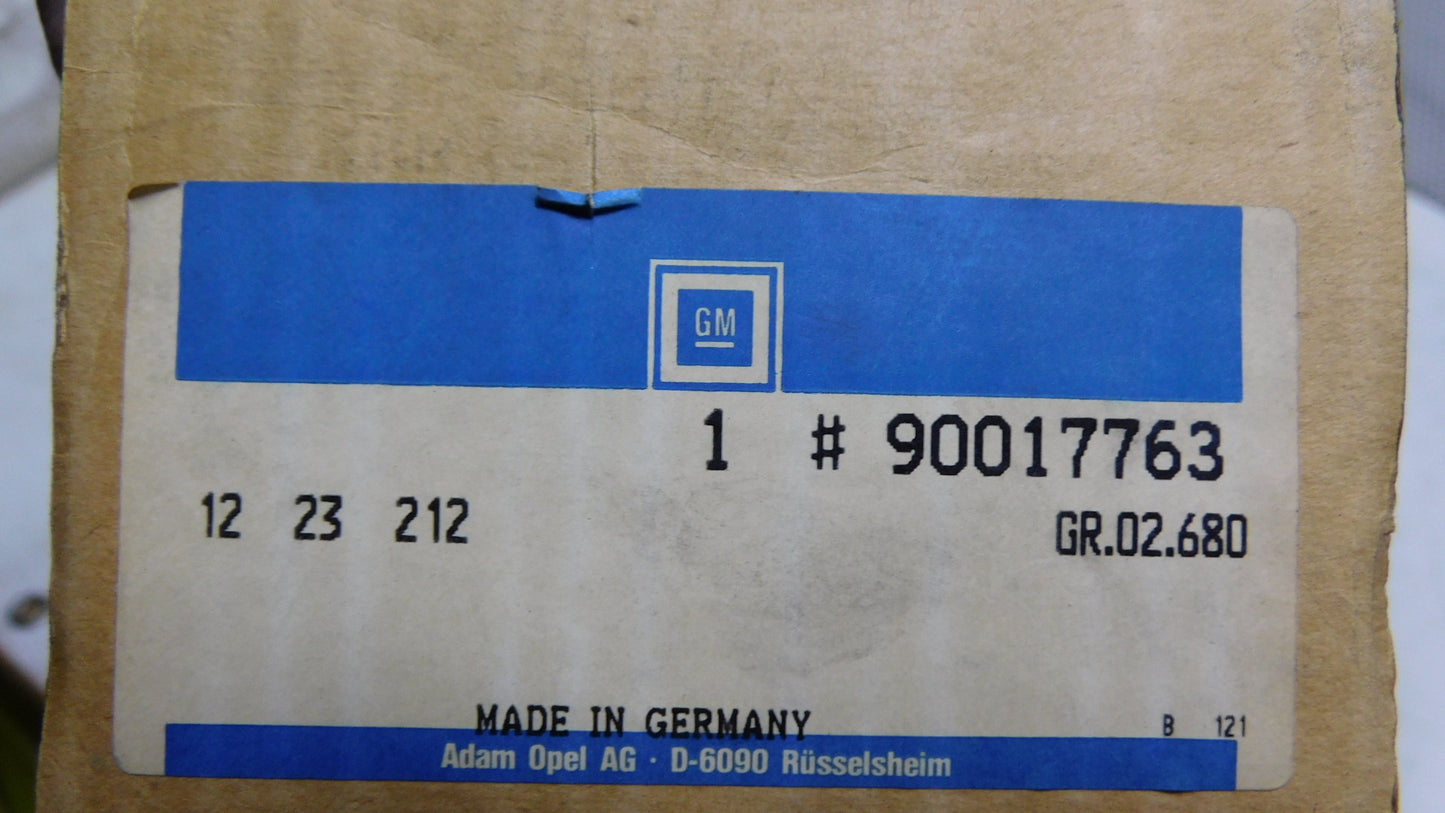 GM
1 # 90017763
12 23 212
GR.02.680
MADE IN GERMANY
B 121
Adam Opel AG · D-6090 Rüsselsheim